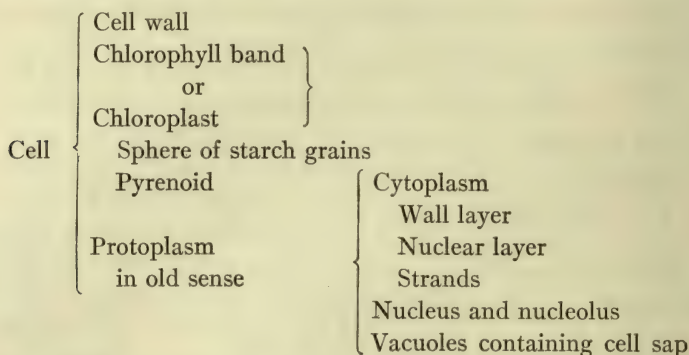 Cell wall
Chlorophyll band
or
Chloroplast
Cell
Sphere of starch grains
Pyrenoid
Cytoplasm
Wall layer
Nuclear layer
Protoplasm
in old sense
Strands
Nucleus and nucleolus
Vacuoles containing cell sap